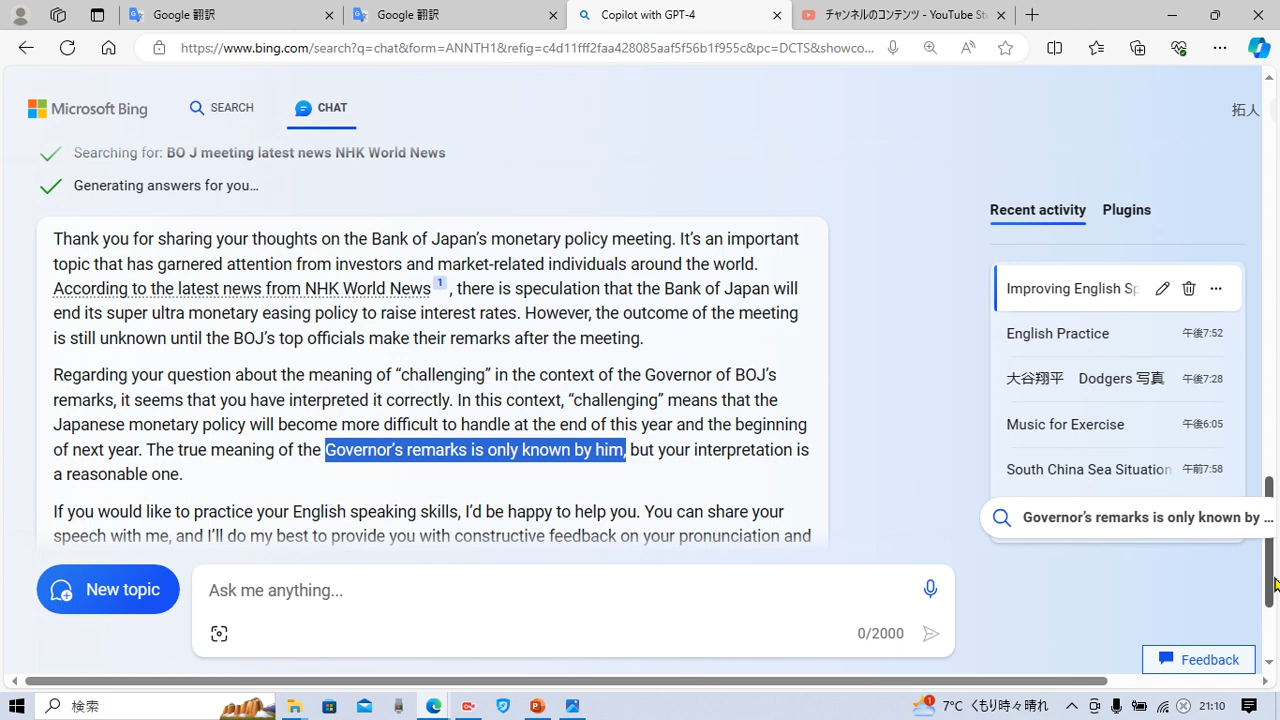 Google 翻訳
Google 翻訳
Copilot with GPT-4
チャンネルのコンテンツ - YouTube St
https://www.bing.com/search?q=chat&form=ANNTH1&refig=c4d11fff2faa428085aaf5f56b1f955c&pc=DCTS&showco...
Microsoft Bing
SEARCH
CHAT
拓人
Searching for: BO J meeting latest news NHK World News
Generating answers for you...
Thank you for sharing your thoughts on the Bank of Japan's monetary policy meeting. It's an important
topic that has garnered attention from investors and market-related individuals around the world.
According to the latest news from NHK World News 1 , there is speculation that the Bank of Japan will
end its super ultra monetary easing policy to raise interest rates. However, the outcome of the meeting
is still unknown until the BOJ's top officials make their remarks after the meeting.
Regarding your question about the meaning of “challenging” in the context of the Governor of BOJ's
remarks, it seems that you have interpreted it correctly. In this context, “challenging” means that the
Japanese monetary policy will become more difficult to handle at the end of this year and the beginning
of next year. The true meaning of the Governor's remarks is only known by him, but your interpretation is
a reasonable one.
If you would like to practice your English speaking skills, I'd be happy to help you. You can share your
speech with me, and I'll do my best to provide you with constructive feedback on your pronunciation and
Recent activity
Plugins
Improving English Sp
English Practice 午後7:52
大谷翔平 Dodgers 写真 午後7:28
Music for Exercise 午後6:05
South China Sea Situation 午前7:58
Governor's remarks is only known by ...
New topic
Ask me anything...
0/2000
Feedback
検索
1
7°C くもり時々晴れ
21:10